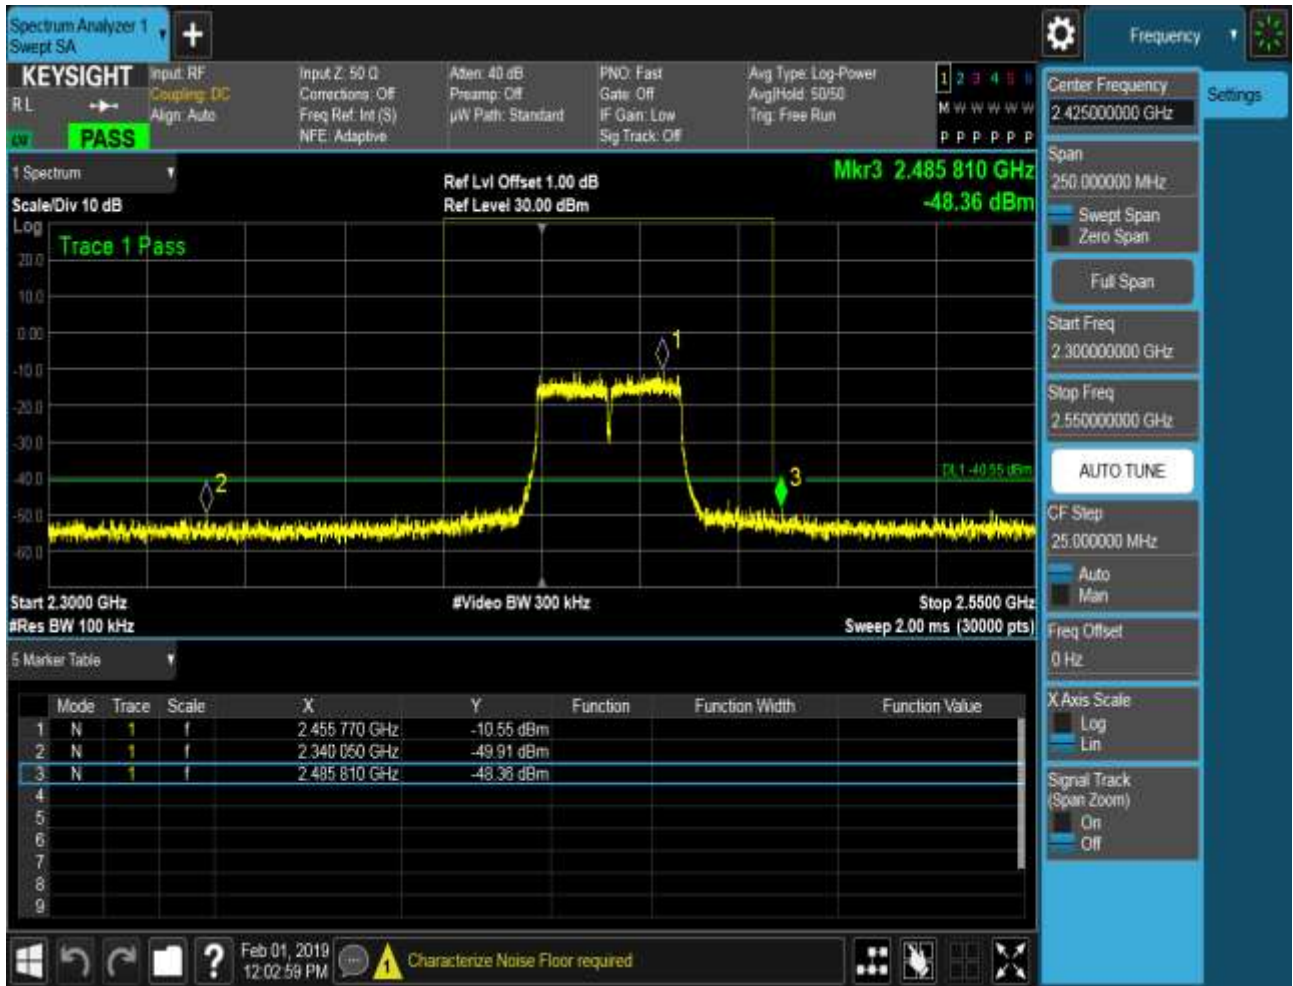 Spectrum Analyzer 1
Swept SA
Frequency
KEYSIGHT
R L
PASS
Input: RF
Coupling: DC
Align: Auto
Input Z: 50 Ω
Corrections: Off
Freq Ref: Int (S)
NFE: Adaptive
Atten: 40 dB
Preamp: Off
µW Path: Standard
PNO: Fast
Gate: Off
IF Gain: Low
Sig Track: Off
Avg Type: Log-Power
Avg|Hold: 50/50
Trig: Free Run
1 2 3 4 5 6
M W W W W W
P P P P P P
1 Spectrum
Scale/Div 10 dB
Ref Lvl Offset 1.00 dB
Ref Level 30.00 dBm
Mkr3 2.485 810 GHz
-48.36 dBm
Log
Trace 1 Pass
20.0
10.0
0.00
-10.0
-20.0
-30.0
-40.0
-50.0
-60.0
1
2
3
DL1 -40.55 dBm
Start 2.3000 GHz
#Video BW 300 kHz
Stop 2.5500 GHz
#Res BW 100 kHz
Sweep 2.00 ms (30000 pts)
5 Marker Table
Mode Trace Scale X Y Function Function Width Function Value
1 N 1 f 2.455 770 GHz -10.55 dBm
2 N 1 f 2.340 050 GHz -49.91 dBm
3 N 1 f 2.485 810 GHz -48.36 dBm
4
5
6
7
8
9
Feb 01, 2019
12:02:59 PM
?
1
Characterize Noise Floor required
Settings
Center Frequency
2.425000000 GHz
Span
250.000000 MHz
Swept Span
Zero Span
Full Span
Start Freq
2.300000000 GHz
Stop Freq
2.550000000 GHz
AUTO TUNE
CF Step
25.000000 MHz
Auto
Man
Freq Offset
0 Hz
X Axis Scale
Log
Lin
Signal Track
(Span Zoom)
On
Off